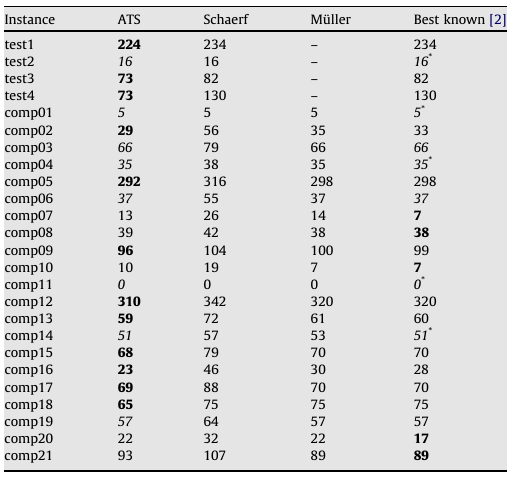 Instance ATS Schaerf Müller Best known [2]
test1 224 234 – 234
test2 16 16 – 16*
test3 73 82 – 82
test4 73 130 – 130
comp01 5 5 5 5*
comp02 29 56 35 33
comp03 66 79 66 66
comp04 35 38 35 35*
comp05 292 316 298 298
comp06 37 55 37 37
comp07 13 26 14 7
comp08 39 42 38 38
comp09 96 104 100 99
comp10 10 19 7 7
comp11 0 0 0 0*
comp12 310 342 320 320
comp13 59 72 61 60
comp14 51 57 53 51*
comp15 68 79 70 70
comp16 23 46 30 28
comp17 69 88 70 70
comp18 65 75 75 75
comp19 57 64 57 57
comp20 22 32 22 17
comp21 93 107 89 89